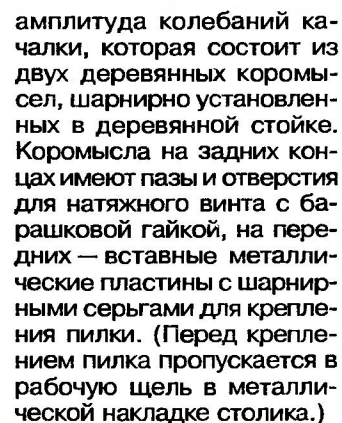 амплитуда колебаний ка-
чалки, которая состоит из
двух деревянных коромы-
сел, шарнирно установлен-
ных в деревянной стойке.
Коромысла на задних кон-
цах имеют пазы и отверстия
для натяжного винта с ба-
рашковой гайкой, на пере-
дних — вставные металли-
ческие пластины с шарнир-
ными серьгами для крепле-
ния пилки. (Перед крепле-
нием пилка пропускается в
рабочую щель в металли-
ческой накладке столика.)